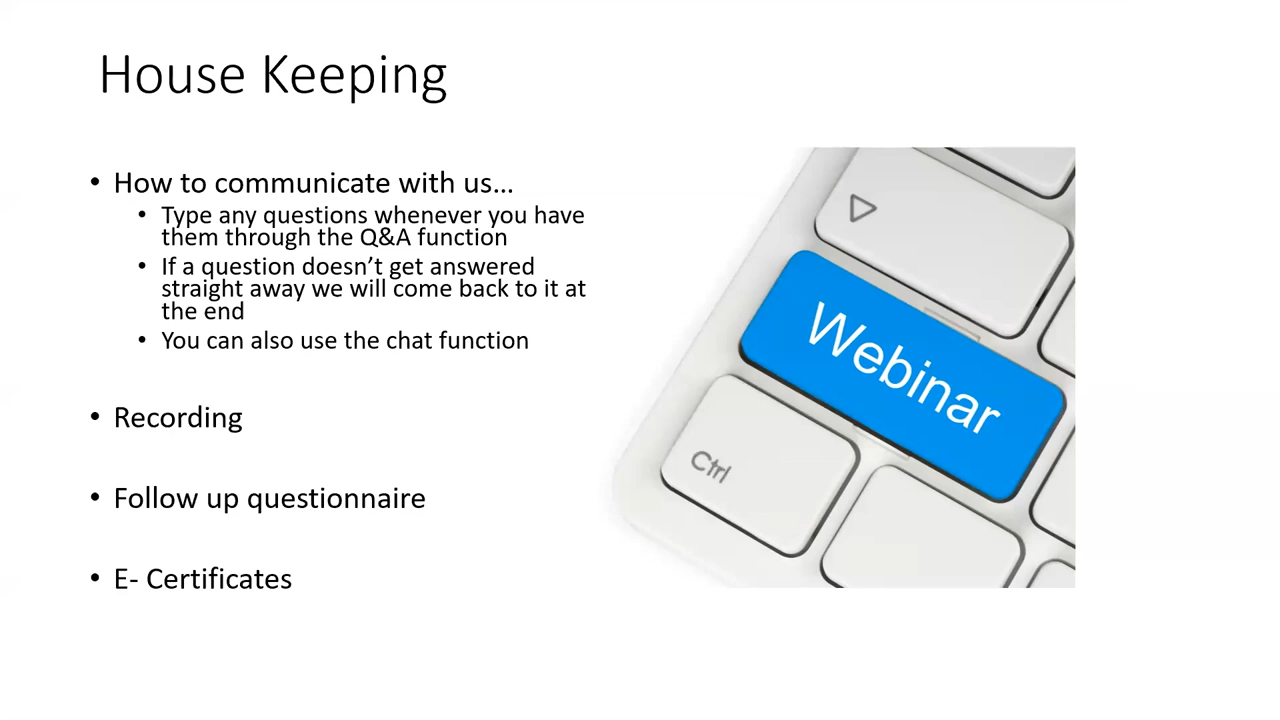 House Keeping
• How to communicate with us...
• Type any questions whenever you have
them through the Q&A function
• If a question doesn’t get answered
straight away we will come back to it at
the end
• You can also use the chat function
• Recording
• Follow up questionnaire
• E- Certificates
Webinar
Ctrl